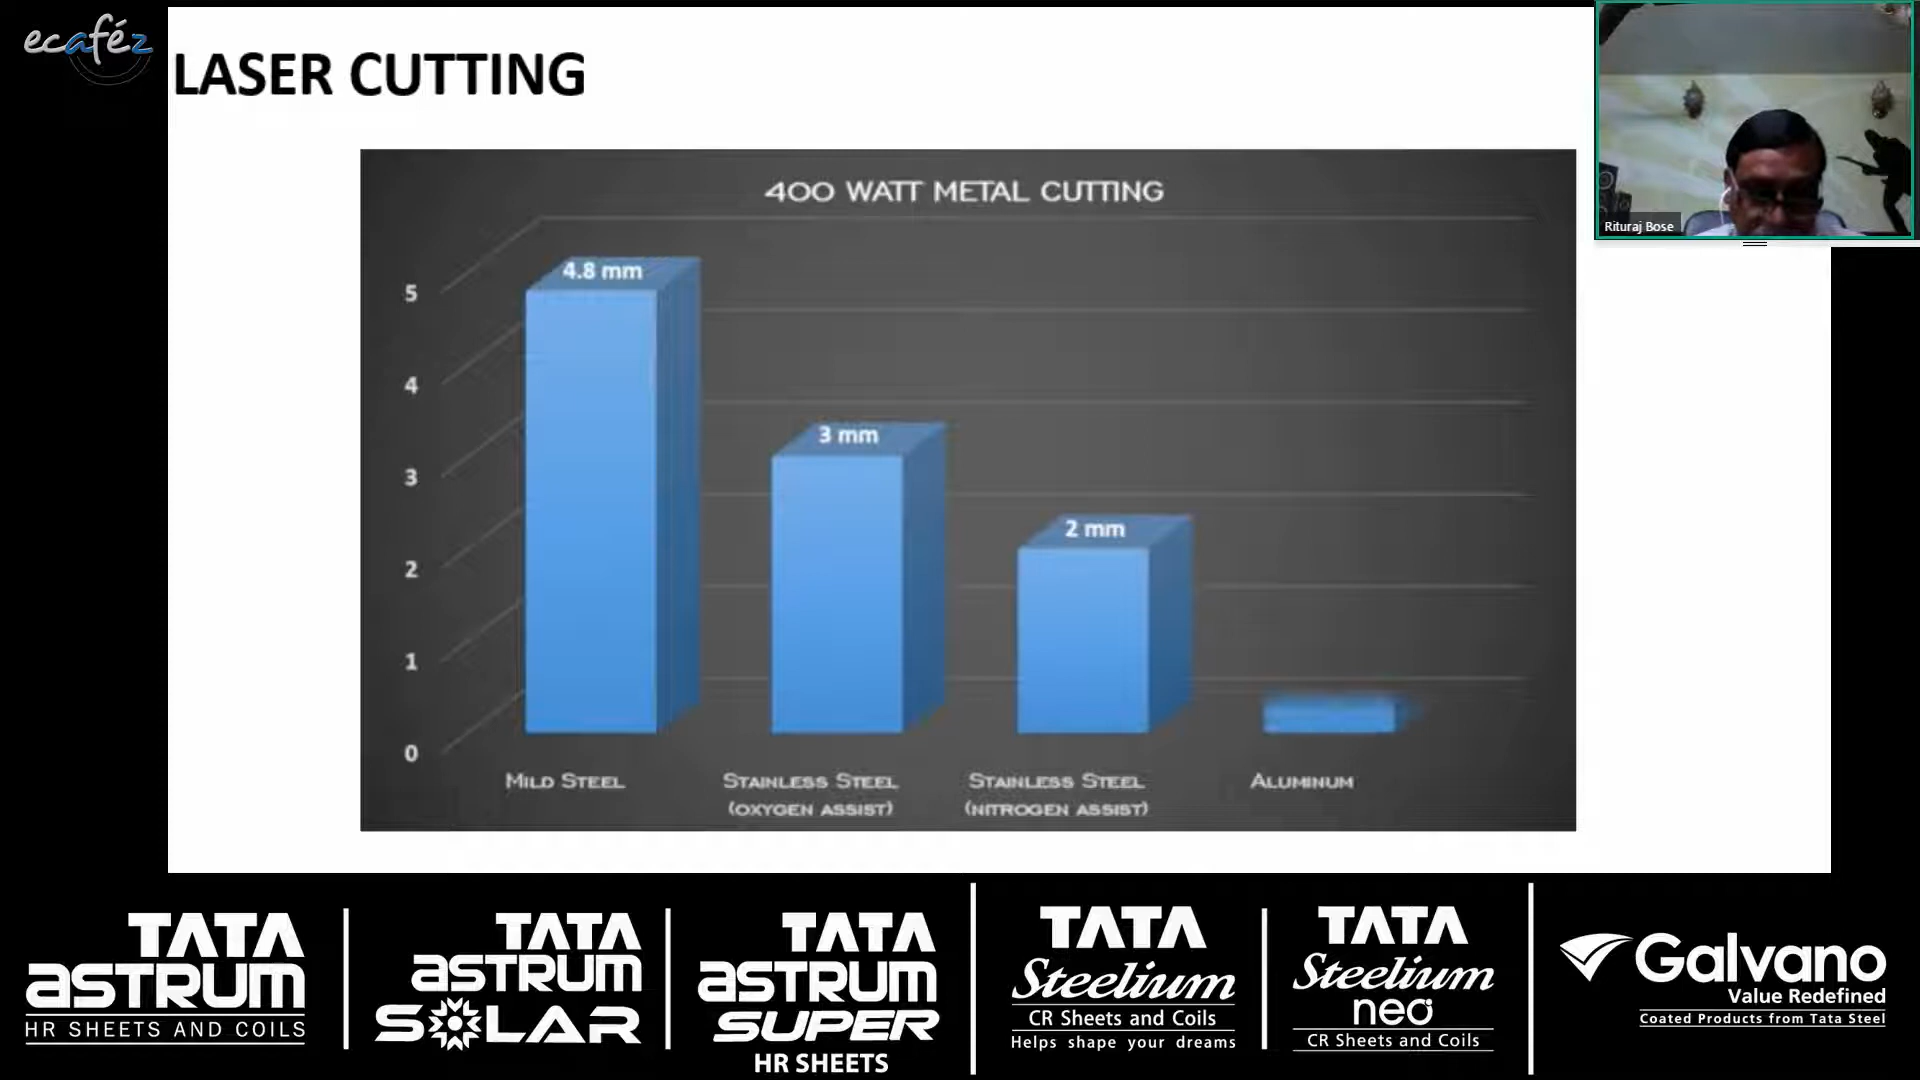 ecaféz
LASER CUTTING
Rituraj Bose
400 WATT METAL CUTTING
5
4
3
2
1
0
4.8 mm
3 mm
2 mm
MILD STEEL
STAINLESS STEEL
(OXYGEN ASSIST)
STAINLESS STEEL
(NITROGEN ASSIST)
ALUMINUM
TATA
ASTRUM
HR SHEETS AND COILS
TATA
ASTRUM
SOLAR
TATA
ASTRUM
SUPER
HR SHEETS
TATA
Steelium
CR Sheets and Coils
Helps shape your dreams
TATA
Steelium
neo
CR Sheets and Coils
Galvano
Value Redefined
Coated Products from Tata Steel